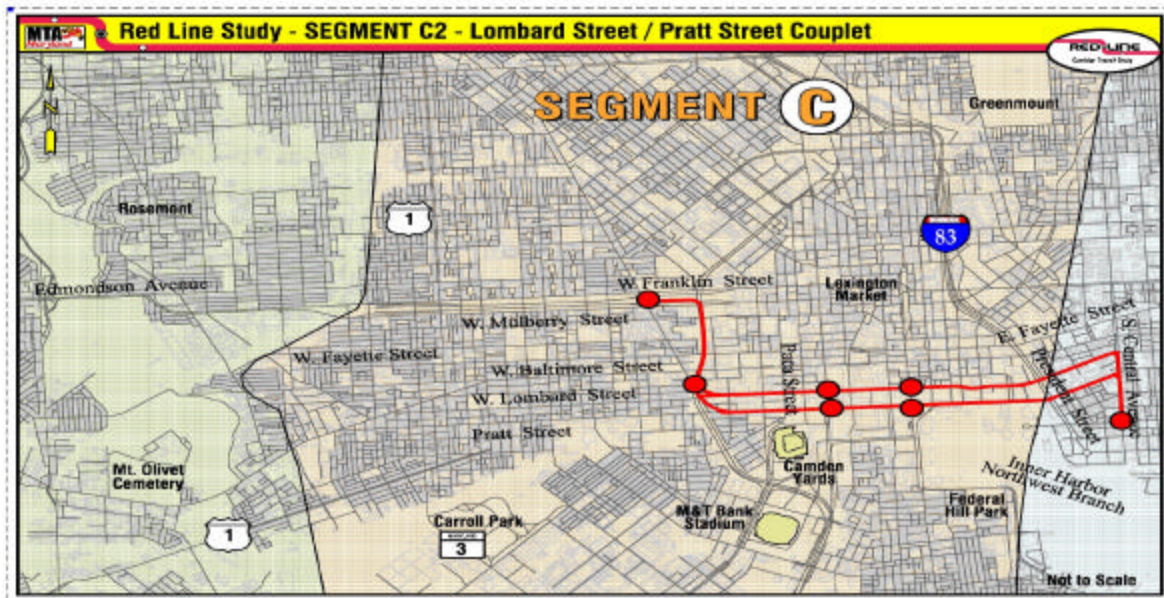 MTA
Maryland
Red Line Study - SEGMENT C2 - Lombard Street / Pratt Street Couplet
RED LINE
Corridor Transit Study
N
SEGMENT C
Greenmount
Rosemont
1
83
Edmondson Avenue
W. Franklin Street
Lexington
Market
W. Mulberry Street
E. Fayette Street
S. Central Avenue
W. Fayette Street
W. Baltimore Street
Paca Street
President Street
W. Lombard Street
Pratt Street
Mt. Olivet
Cemetery
Camden
Yards
Inner Harbor
Northwest Branch
M&T Bank
Stadium
Federal
Hill Park
Carroll Park
1
MARYLAND
3
Not to Scale